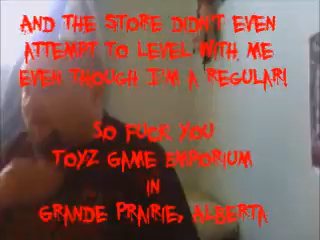 AND THE STORE DIDN'T EVEN
ATTEMPT TO LEVEL WITH ME
EVEN THOUGH I'M A REGULAR!
SO FUCK YOU
TOYZ GAME EMPORIUM
IN
GRANDE PRAIRIE, ALBERTA